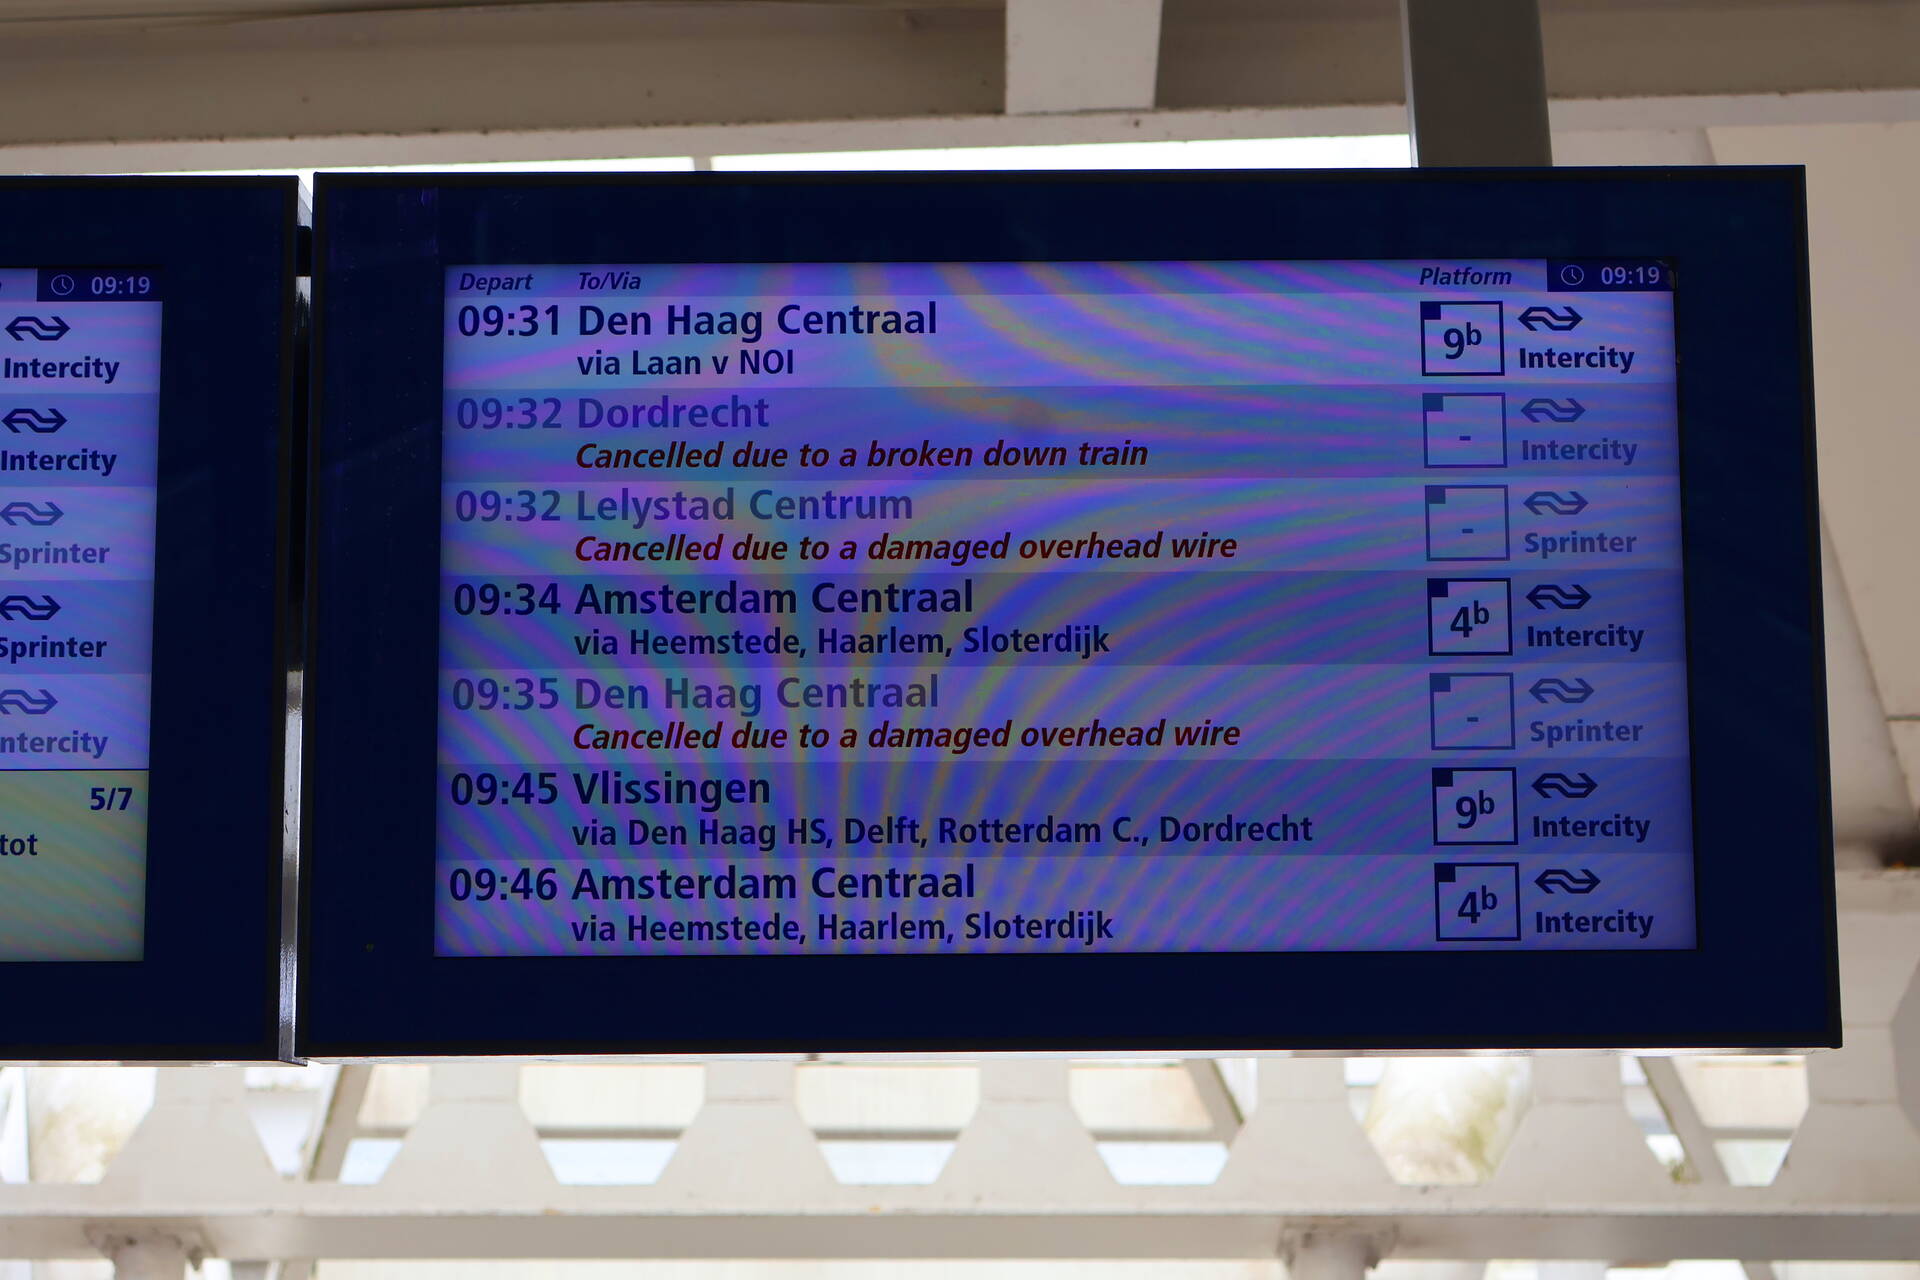 09:19
Intercity
Intercity
Sprinter
Sprinter
ntercity
5/7
tot
Depart To/Via Platform 09:19
09:31 Den Haag Centraal 9b
via Laan v NOI Intercity
09:32 Dordrecht -
Cancelled due to a broken down train Intercity
09:32 Lelystad Centrum -
Cancelled due to a damaged overhead wire Sprinter
09:34 Amsterdam Centraal 4b
via Heemstede, Haarlem, Sloterdijk Intercity
09:35 Den Haag Centraal -
Cancelled due to a damaged overhead wire Sprinter
09:45 Vlissingen 9b
via Den Haag HS, Delft, Rotterdam C., Dordrecht Intercity
09:46 Amsterdam Centraal 4b
via Heemstede, Haarlem, Sloterdijk Intercity